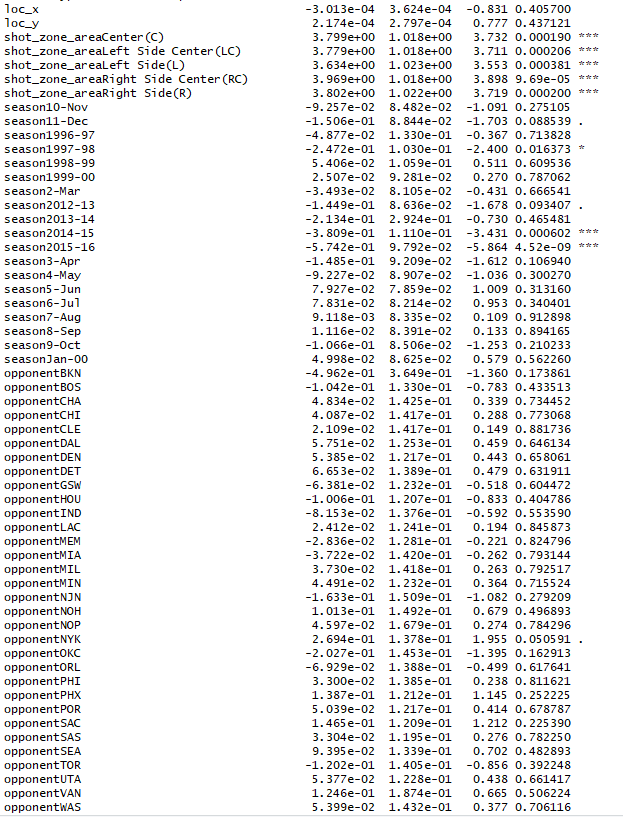 loc_x -3.013e-04 3.624e-04 -0.831 0.405700
loc_y 2.174e-04 2.797e-04 0.777 0.437121
shot_zone_areaCenter(C) 3.799e+00 1.018e+00 3.732 0.000190 ***
shot_zone_areaLeft Side Center(LC) 3.779e+00 1.018e+00 3.711 0.000206 ***
shot_zone_areaLeft Side(L) 3.634e+00 1.023e+00 3.553 0.000381 ***
shot_zone_areaRight Side Center(RC) 3.969e+00 1.018e+00 3.898 9.69e-05 ***
shot_zone_areaRight Side(R) 3.802e+00 1.022e+00 3.719 0.000200 ***
season10-Nov -9.257e-02 8.482e-02 -1.091 0.275105
season11-Dec -1.506e-01 8.844e-02 -1.703 0.088539 .
season1996-97 -4.877e-02 1.330e-01 -0.367 0.713828
season1997-98 -2.472e-01 1.030e-01 -2.400 0.016373 *
season1998-99 5.406e-02 1.059e-01 0.511 0.609536
season1999-00 2.507e-02 9.281e-02 0.270 0.787062
season2-Mar -3.493e-02 8.105e-02 -0.431 0.666541
season2012-13 -1.449e-01 8.636e-02 -1.678 0.093407 .
season2013-14 -2.134e-01 2.924e-01 -0.730 0.465481
season2014-15 -3.809e-01 1.110e-01 -3.431 0.000602 ***
season2015-16 -5.742e-01 9.792e-02 -5.864 4.52e-09 ***
season3-Apr -1.485e-01 9.209e-02 -1.612 0.106940
season4-May -9.227e-02 8.907e-02 -1.036 0.300270
season5-Jun 7.927e-02 7.859e-02 1.009 0.313160
season6-Jul 7.831e-02 8.214e-02 0.953 0.340401
season7-Aug 9.118e-03 8.335e-02 0.109 0.912898
season8-Sep 1.116e-02 8.391e-02 0.133 0.894165
season9-Oct -1.066e-01 8.506e-02 -1.253 0.210233
seasonJan-00 4.998e-02 8.625e-02 0.579 0.562260
opponentBKN -4.962e-01 3.649e-01 -1.360 0.173861
opponentBOS -1.042e-01 1.330e-01 -0.783 0.433513
opponentCHA 4.834e-02 1.425e-01 0.339 0.734452
opponentCHI 4.087e-02 1.417e-01 0.288 0.773068
opponentCLE 2.109e-02 1.417e-01 0.149 0.881736
opponentDAL 5.751e-02 1.253e-01 0.459 0.646134
opponentDEN 5.385e-02 1.217e-01 0.443 0.658061
opponentDET 6.653e-02 1.389e-01 0.479 0.631911
opponentGSW -6.381e-02 1.232e-01 -0.518 0.604472
opponentHOU -1.006e-01 1.207e-01 -0.833 0.404786
opponentIND -8.153e-02 1.376e-01 -0.592 0.553590
opponentLAC 2.412e-02 1.241e-01 0.194 0.845873
opponentMEM -2.836e-02 1.281e-01 -0.221 0.824796
opponentMIA -3.722e-02 1.420e-01 -0.262 0.793144
opponentMIL 3.730e-02 1.418e-01 0.263 0.792517
opponentMIN 4.491e-02 1.232e-01 0.364 0.715524
opponentNJN -1.633e-01 1.509e-01 -1.082 0.279209
opponentNOH 1.013e-01 1.492e-01 0.679 0.496893
opponentNOP 4.597e-02 1.679e-01 0.274 0.784296
opponentNYK 2.694e-01 1.378e-01 1.955 0.050591 .
opponentOKC -2.027e-01 1.453e-01 -1.395 0.162913
opponentORL -6.929e-02 1.388e-01 -0.499 0.617641
opponentPHI 3.300e-02 1.385e-01 0.238 0.811621
opponentPHX 1.387e-01 1.212e-01 1.145 0.252225
opponentPOR 5.039e-02 1.217e-01 0.414 0.678787
opponentSAC 1.465e-01 1.209e-01 1.212 0.225390
opponentSAS 3.304e-02 1.195e-01 0.276 0.782250
opponentSEA 9.395e-02 1.339e-01 0.702 0.482893
opponentTOR -1.202e-01 1.405e-01 -0.856 0.392248
opponentUTA 5.377e-02 1.228e-01 0.438 0.661417
opponentVAN 1.246e-01 1.874e-01 0.665 0.506224
opponentWAS 5.399e-02 1.432e-01 0.377 0.706116